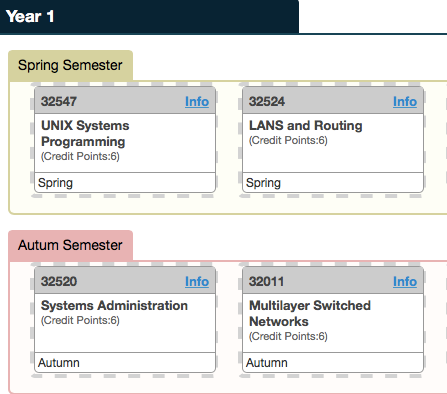 Year 1
Spring Semester
32547 Info
UNIX Systems
Programming
(Credit Points:6)
Spring
32524 Info
LANS and Routing
(Credit Points:6)
Spring
Autum Semester
32520 Info
Systems Administration
(Credit Points:6)
Autumn
32011 Info
Multilayer Switched
Networks
(Credit Points:6)
Autumn